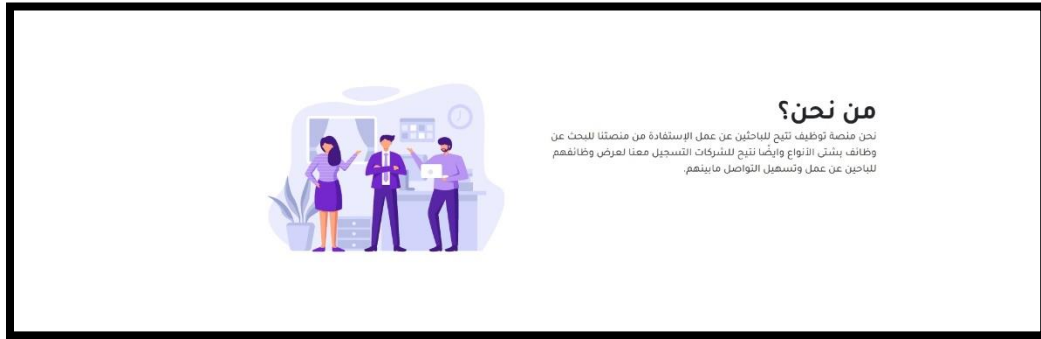 من نحن؟
نحن منصة توظيف تتيح للباحثين عن عمل الإستفادة من منصتنا للبحث عن
وظائف بشتى الأنواع وايضًا نتيح للشركات التسجيل معنا لعرض وظائفهم
للباحين عن عمل وتسهيل التواصل مابينهم.